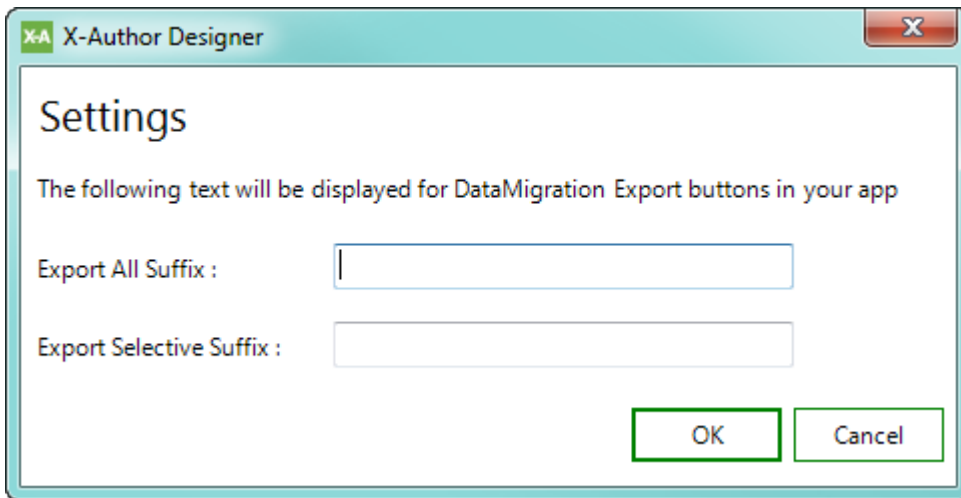 X-A X-Author Designer
Settings
The following text will be displayed for DataMigration Export buttons in your app
Export All Suffix :
Export Selective Suffix :
OK Cancel